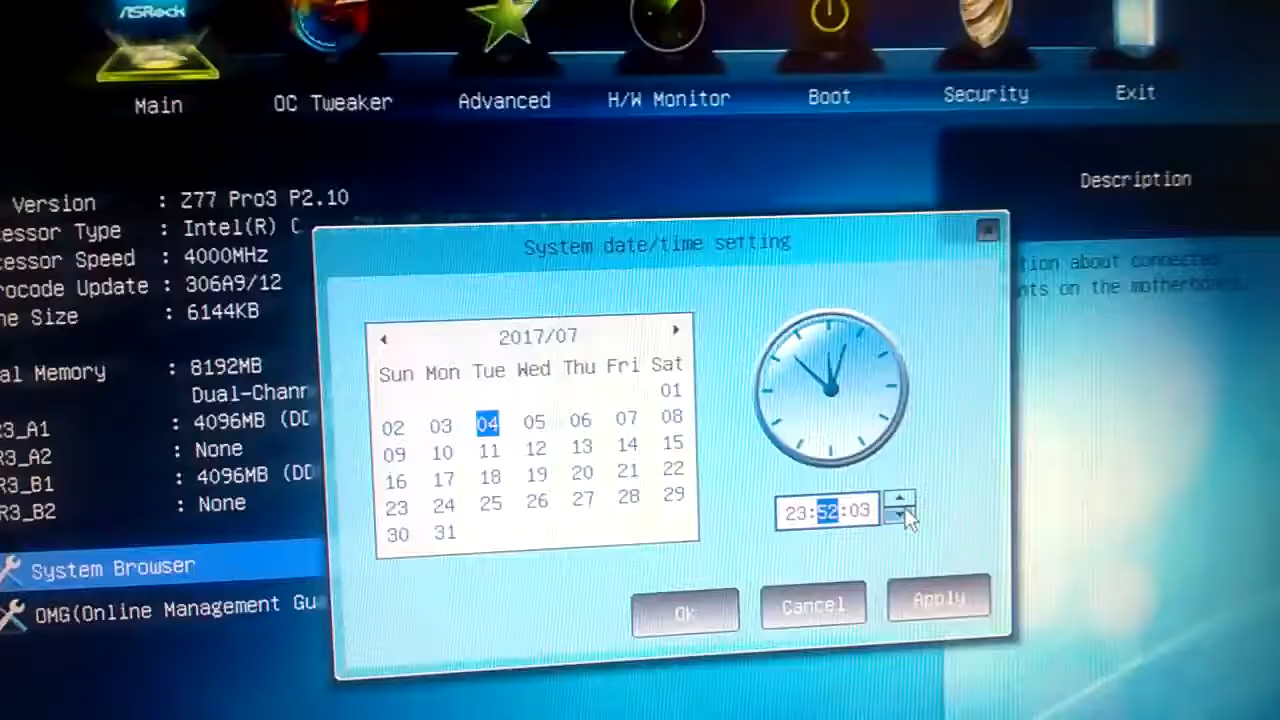 ASRock
Main
OC Tweaker
Advanced
H/W Monitor
Boot
Security
Exit
Version : Z77 Pro3 P2.10
essor Type : Intel(R) C
cessor Speed : 4000MHz
rocode Update : 306A9/12
he Size : 6144KB
al Memory : 8192MB
Dual-Chann
R3_A1 : 4096MB (DD
R3_A2 : None
R3_B1 : 4096MB (DD
R3_B2 : None
System Browser
OMG(Online Management Gu
Description
tion about connected
nts on the motherboard.
System date/time setting
2017/07
Sun Mon Tue Wed Thu Fri Sat
01
02 03 04 05 06 07 08
09 10 11 12 13 14 15
16 17 18 19 20 21 22
23 24 25 26 27 28 29
30 31
23:52:03
Ok
Cancel
Apply